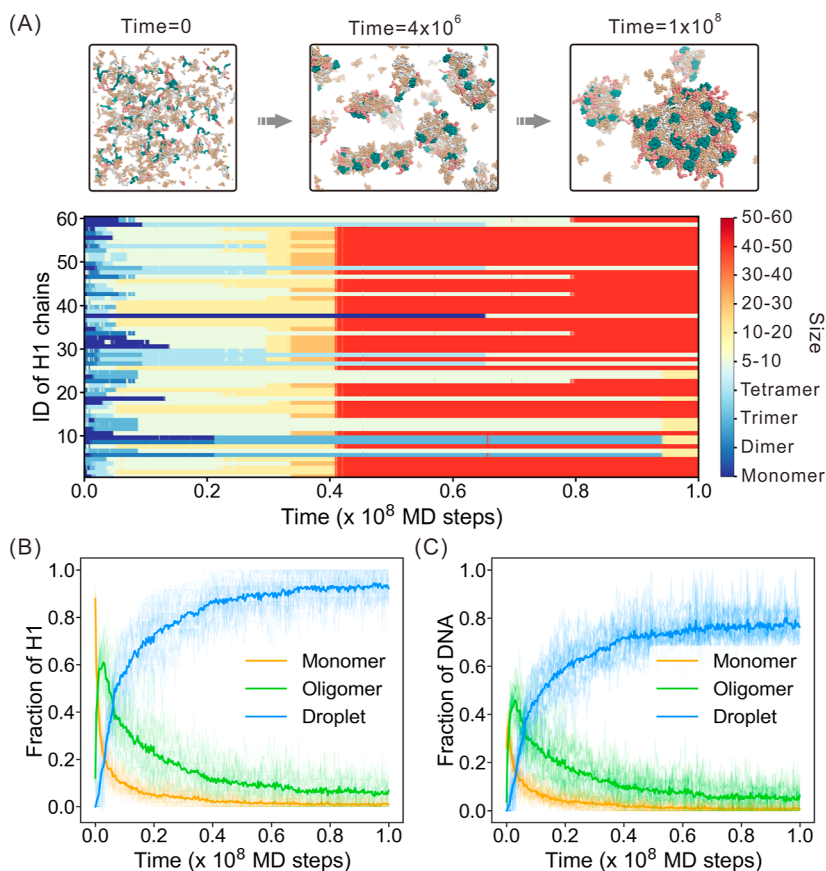 (A)
Time=0
Time=4x10⁶
Time=1x10⁸
60
50
40
30
20
10
ID of H1 chains
0.0 0.2 0.4 0.6 0.8 1.0
Time (x 10⁸ MD steps)
50-60
40-50
30-40
20-30
10-20
5-10
Tetramer
Trimer
Dimer
Monomer
Size
(B)
1.0
0.8
0.6
0.4
0.2
0.0
Fraction of H1
Monomer
Oligomer
Droplet
0.0 0.2 0.4 0.6 0.8 1.0
Time (x 10⁸ MD steps)
(C)
1.0
0.8
0.6
0.4
0.2
0.0
Fraction of DNA
Monomer
Oligomer
Droplet
0.0 0.2 0.4 0.6 0.8 1.0
Time (x 10⁸ MD steps)